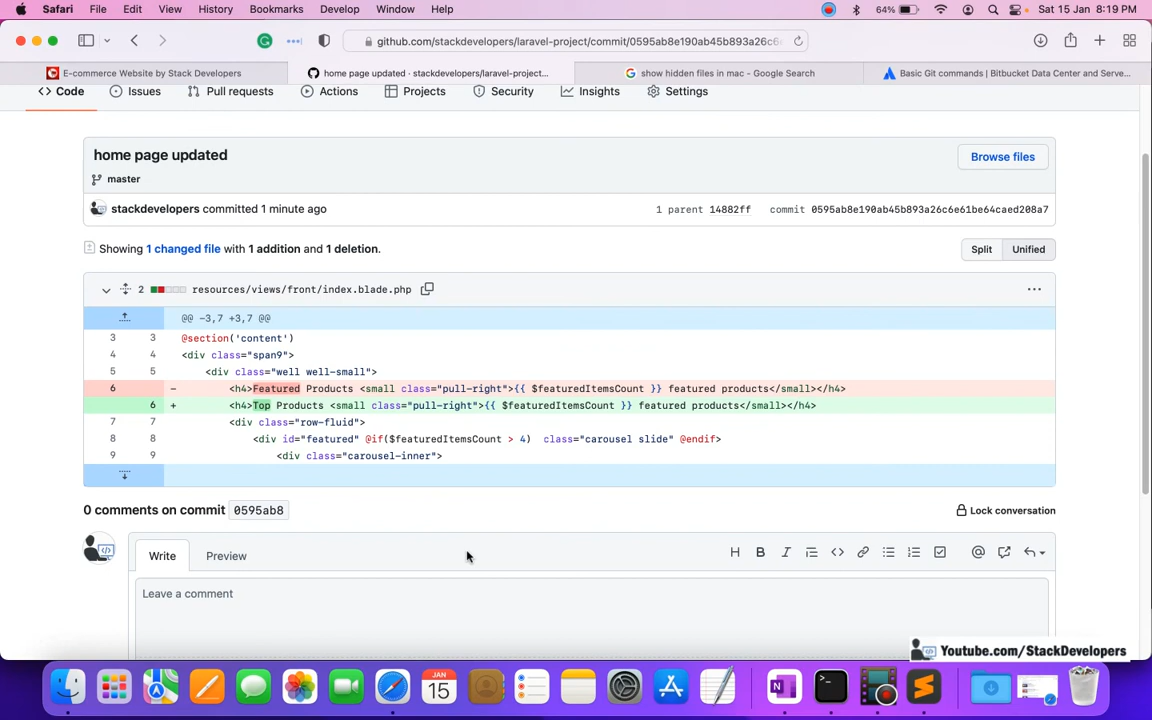 Safari File Edit View History Bookmarks Develop Window Help 64% Sat 15 Jan 8:19 PM
github.com/stackdevelopers/laravel-project/commit/0595ab8e190ab45b893a26c6e
E-commerce Website by Stack Developers
home page updated · stackdevelopers/laravel-project...
show hidden files in mac - Google Search
Basic Git commands | Bitbucket Data Center and Serve...
<> Code Issues Pull requests Actions Projects Wiki Security Insights Settings
home page updated
Browse files
master
stackdevelopers committed 1 minute ago
1 parent 14882ff commit 0595ab8e190ab45b893a26c6e61be64caed208a7
Showing 1 changed file with 1 addition and 1 deletion.
Split Unified
2 resources/views/front/index.blade.php
@@ -3,7 +3,7 @@
3 3 @section('content')
4 4 <div class="span9">
5 5 <div class="well well-small">
6 - <h4>Featured Products <small class="pull-right">{{ $featuredItemsCount }} featured products</small></h4>
6 + <h4>Top Products <small class="pull-right">{{ $featuredItemsCount }} featured products</small></h4>
7 7 <div class="row-fluid">
8 8 <div id="featured" @if($featuredItemsCount > 4) class="carousel slide" @endif>
9 9 <div class="carousel-inner">
0 comments on commit 0595ab8
Lock conversation
Write Preview
Leave a comment
Youtube.com/StackDevelopers
JAN
15